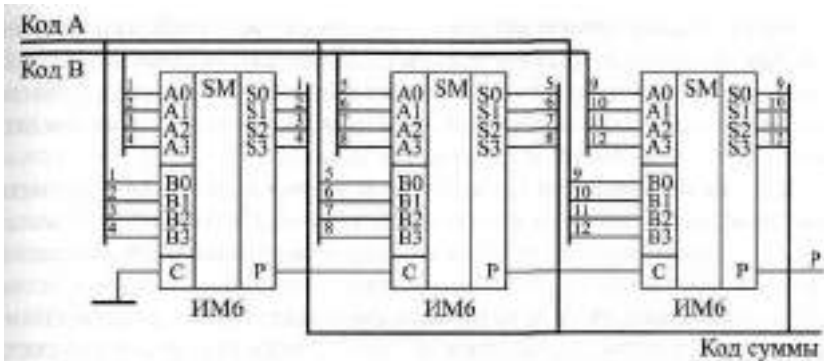 Код A
Код B
1 A0 SM S0 1
2 A1 S1 2
3 A2 S2 3
4 A3 S3 4
1 B0
2 B1
3 B2
4 B3
C P
ИМ6
5 A0 SM S0 5
6 A1 S1 6
A2 S2 7
A3 S3 8
5 B0
6 B1
7 B2
8 B3
C P
ИМ6
9 A0 SM S0 9
10 A1 S1 10
11 A2 S2 11
12 A3 S3 12
9 B0
10 B1
11 B2
12 B3
C P P
ИМ6
Код суммы